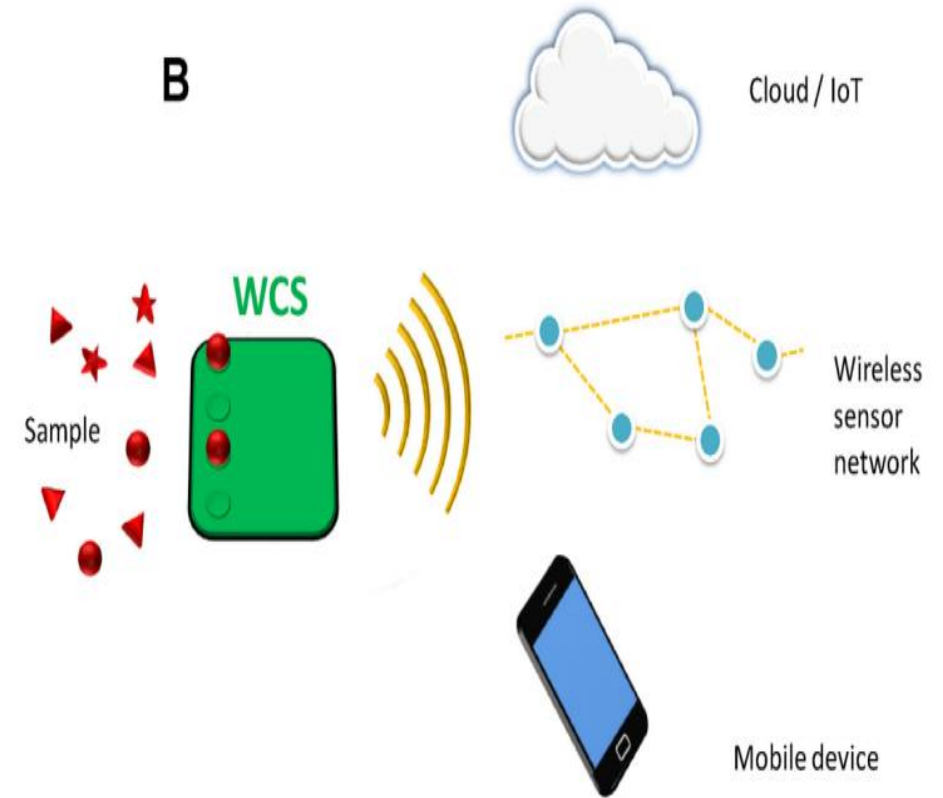 B
Cloud / IoT
WCS
Sample
Wireless
sensor
network
Mobile device